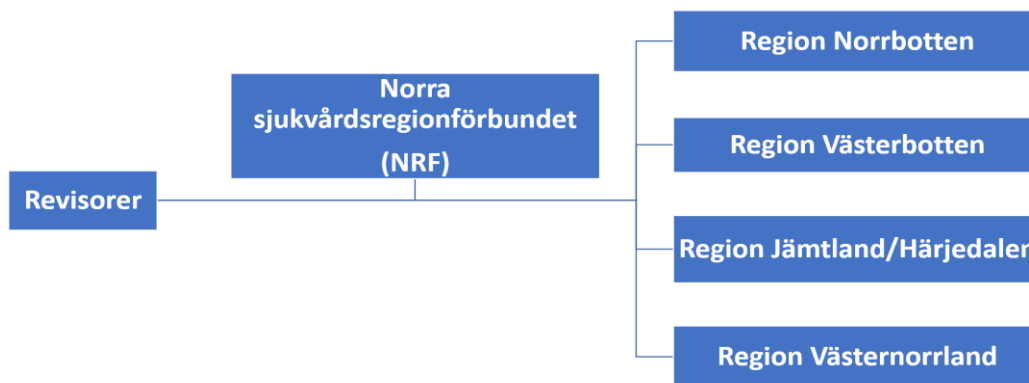 Revisorer
Norra
sjukvårdsregionförbundet
(NRF)
Region Norrbotten
Region Västerbotten
Region Jämtland/Härjedalen
Region Västernorrland